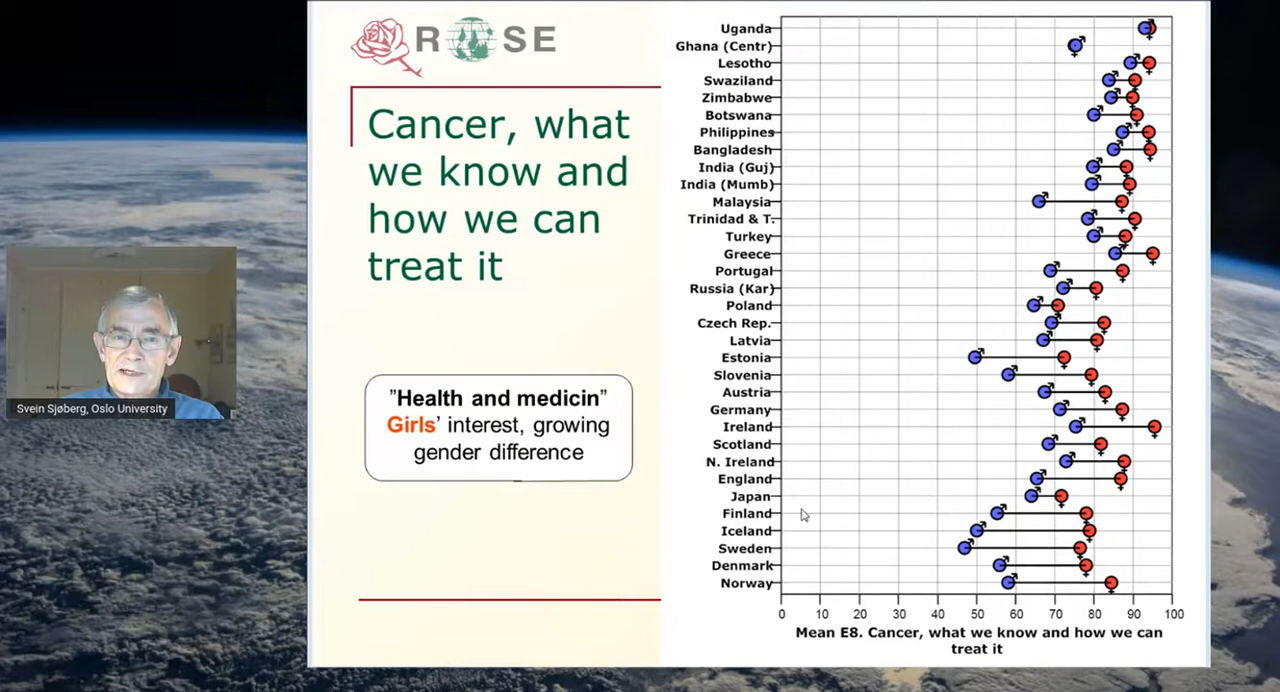 ROSE
Cancer, what
we know and
how we can
treat it
"Health and medicin"
Girls' interest, growing
gender difference
Svein Sjøberg, Oslo University
Uganda
Ghana (Centr)
Lesotho
Swaziland
Zimbabwe
Botswana
Philippines
Bangladesh
India (Guj)
India (Mumb)
Malaysia
Trinidad & T.
Turkey
Greece
Portugal
Russia (Kar)
Poland
Czech Rep.
Latvia
Estonia
Slovenia
Austria
Germany
Ireland
Scotland
N. Ireland
England
Japan
Finland
Iceland
Sweden
Denmark
Norway
0 10 20 30 40 50 60 70 80 90 100
Mean E8. Cancer, what we know and how we can
treat it